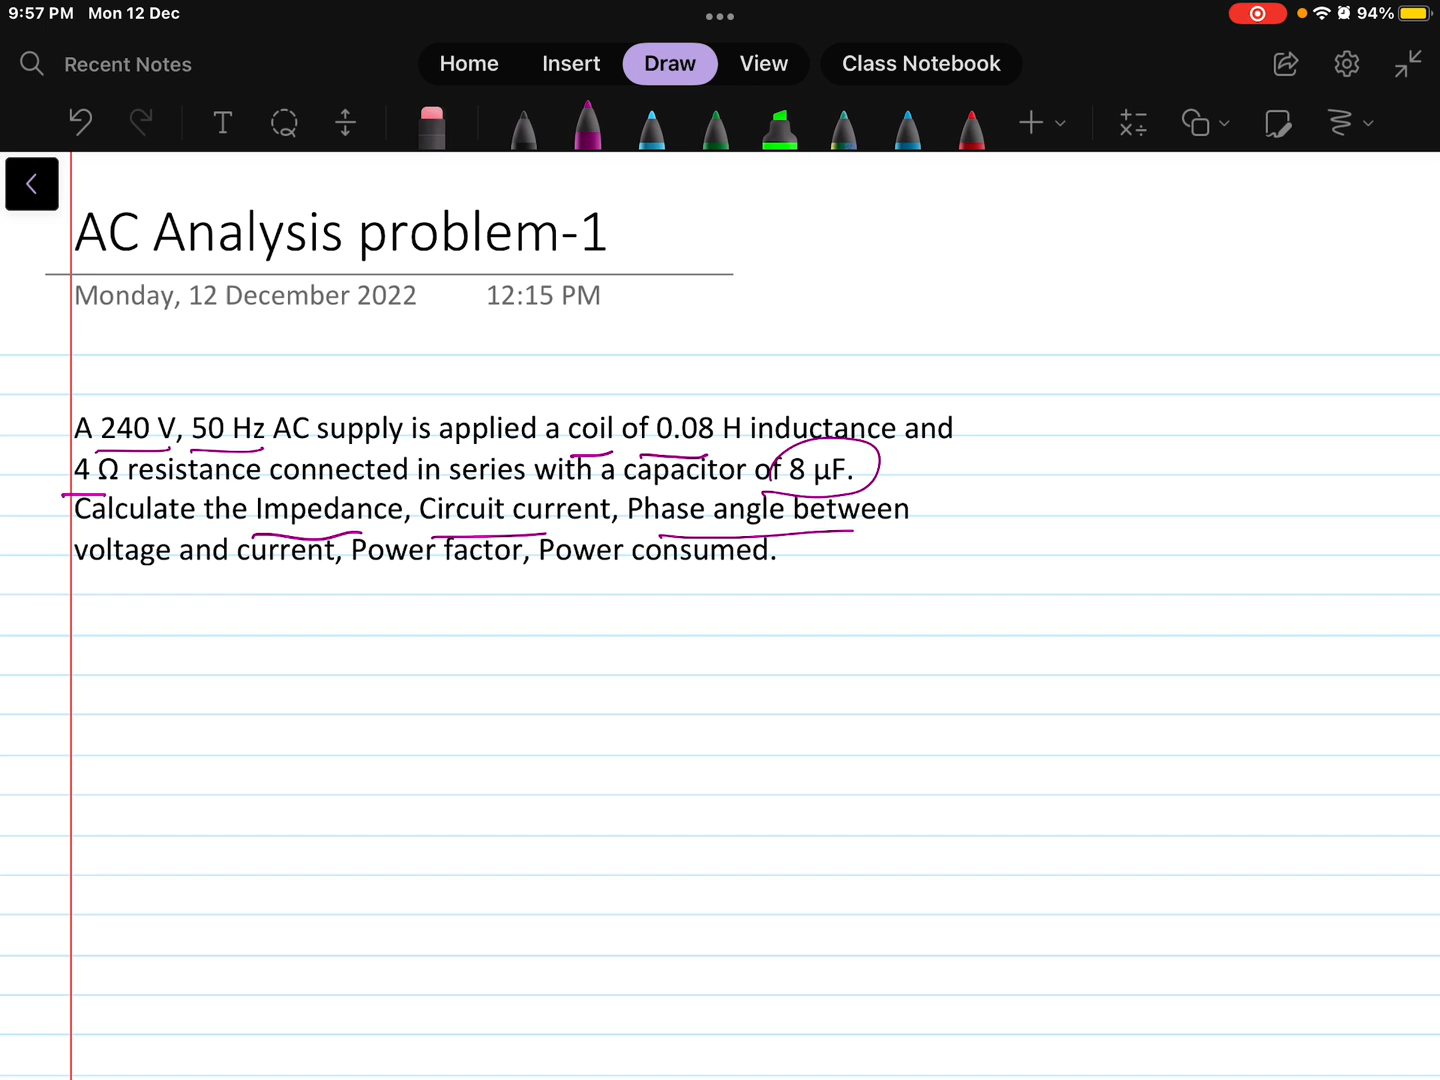 9:57 PM Mon 12 Dec
94%
Recent Notes
Home Insert Draw View Class Notebook
T
AC Analysis problem-1
Monday, 12 December 2022 12:15 PM
A 240 V, 50 Hz AC supply is applied a coil of 0.08 H inductance and
4 Ω resistance connected in series with a capacitor of 8 μF.
Calculate the Impedance, Circuit current, Phase angle between
voltage and current, Power factor, Power consumed.